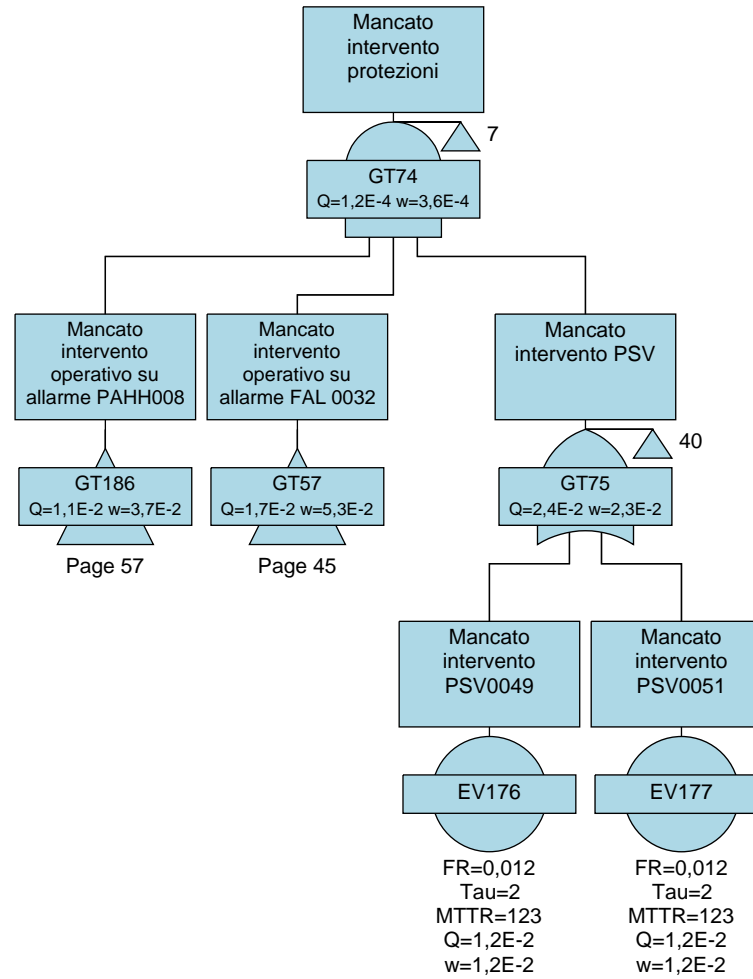 Mancato
intervento
protezioni
7
GT74
Q=1,2E-4 w=3,6E-4
Mancato
intervento
operativo su
allarme PAHH008
Mancato
intervento
operativo su
allarme FAL 0032
Mancato
intervento PSV
40
GT186
Q=1,1E-2 w=3,7E-2
Page 57
GT57
Q=1,7E-2 w=5,3E-2
Page 45
GT75
Q=2,4E-2 w=2,3E-2
Mancato
intervento
PSV0049
Mancato
intervento
PSV0051
EV176
FR=0,012
Tau=2
MTTR=123
Q=1,2E-2
w=1,2E-2
EV177
FR=0,012
Tau=2
MTTR=123
Q=1,2E-2
w=1,2E-2